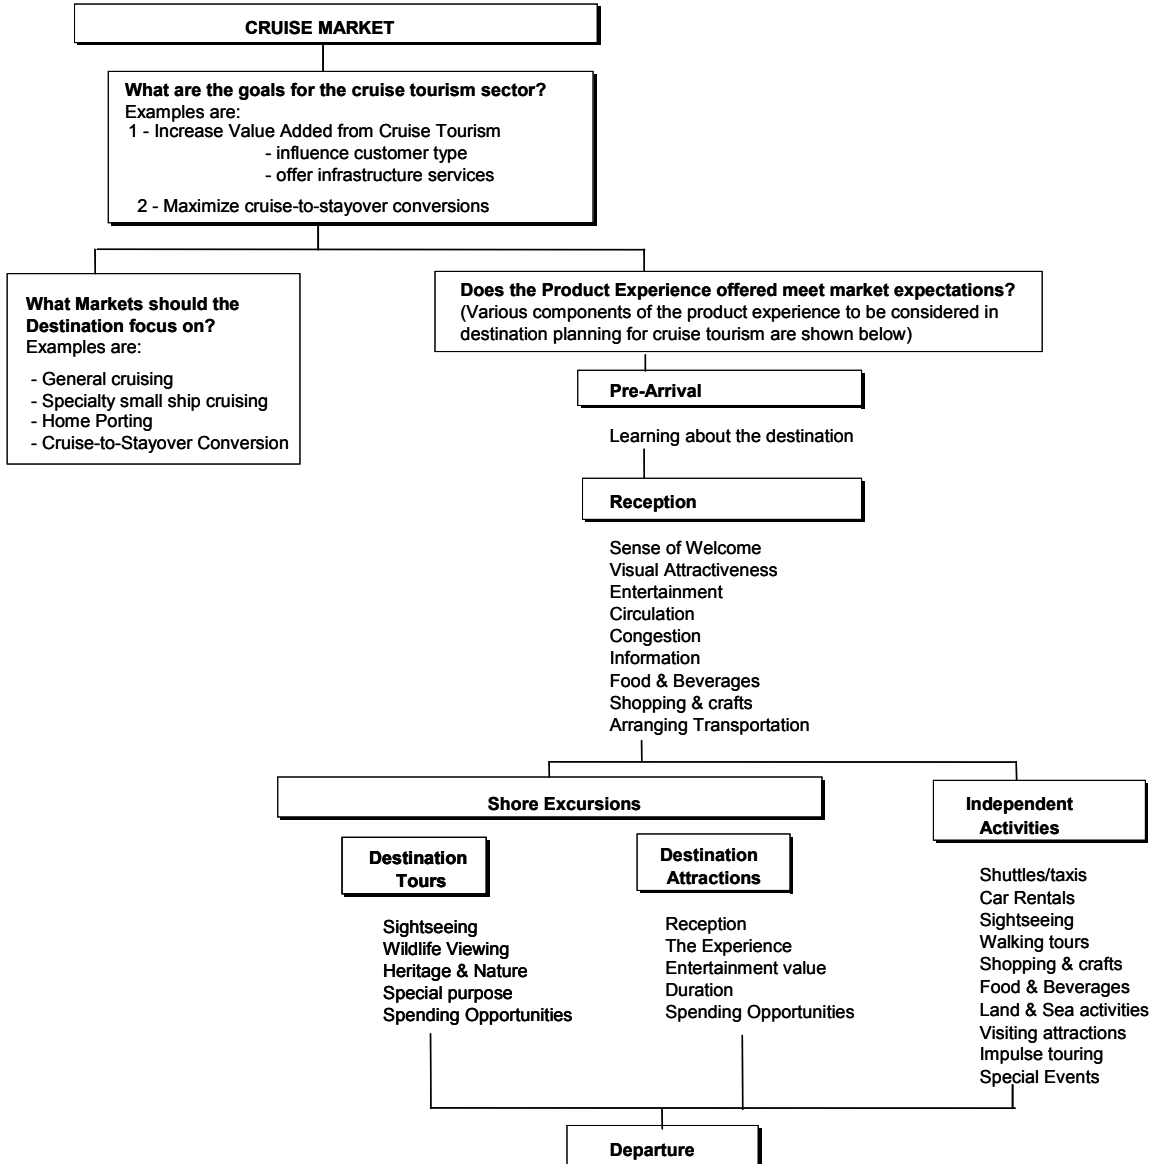 CRUISE MARKET
What are the goals for the cruise tourism sector?
Examples are:
1 - Increase Value Added from Cruise Tourism
- influence customer type
- offer infrastructure services
2 - Maximize cruise-to-stayover conversions
What Markets should the
Destination focus on?
Examples are:
- General cruising
- Specialty small ship cruising
- Home Porting
- Cruise-to-Stayover Conversion
Does the Product Experience offered meet market expectations?
(Various components of the product experience to be considered in
destination planning for cruise tourism are shown below)
Pre-Arrival
Learning about the destination
Reception
Sense of Welcome
Visual Attractiveness
Entertainment
Circulation
Congestion
Information
Food & Beverages
Shopping & crafts
Arranging Transportation
Shore Excursions
Destination
Tours
Sightseeing
Wildlife Viewing
Heritage & Nature
Special purpose
Spending Opportunities
Destination
Attractions
Reception
The Experience
Entertainment value
Duration
Spending Opportunities
Independent
Activities
Shuttles/taxis
Car Rentals
Sightseeing
Walking tours
Shopping & crafts
Food & Beverages
Land & Sea activities
Visiting attractions
Impulse touring
Special Events
Departure